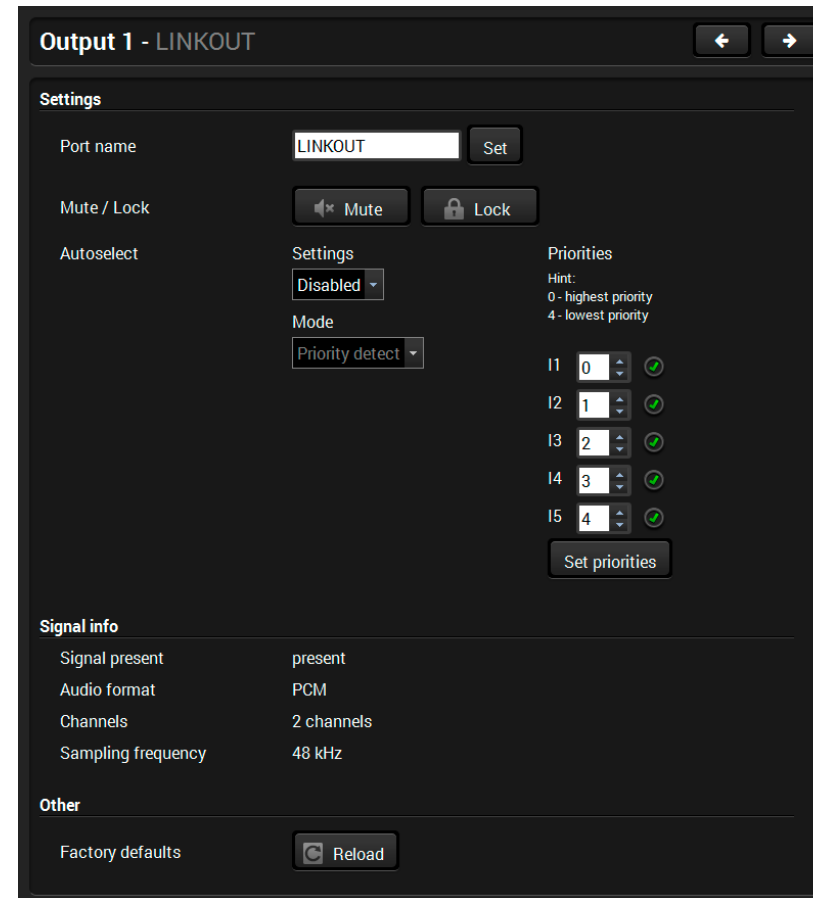 Output 1 - LINKOUT
Settings
Port name LINKOUT Set
Mute / Lock Mute Lock
Autoselect Settings Priorities
Disabled Hint:
0 - highest priority
4 - lowest priority
Mode
Priority detect
I1 0
I2 1
I3 2
I4 3
I5 4
Set priorities
Signal info
Signal present present
Audio format PCM
Channels 2 channels
Sampling frequency 48 kHz
Other
Factory defaults Reload